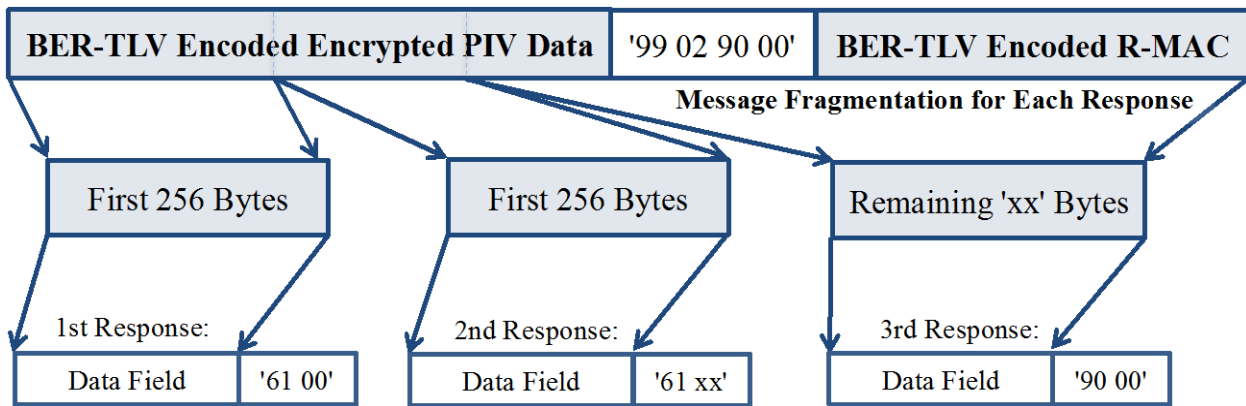 BER-TLV Encoded Encrypted PIV Data '99 02 90 00' BER-TLV Encoded R-MAC
Message Fragmentation for Each Response
First 256 Bytes First 256 Bytes Remaining 'xx' Bytes
1st Response: 2nd Response: 3rd Response:
Data Field '61 00' Data Field '61 xx' Data Field '90 00'